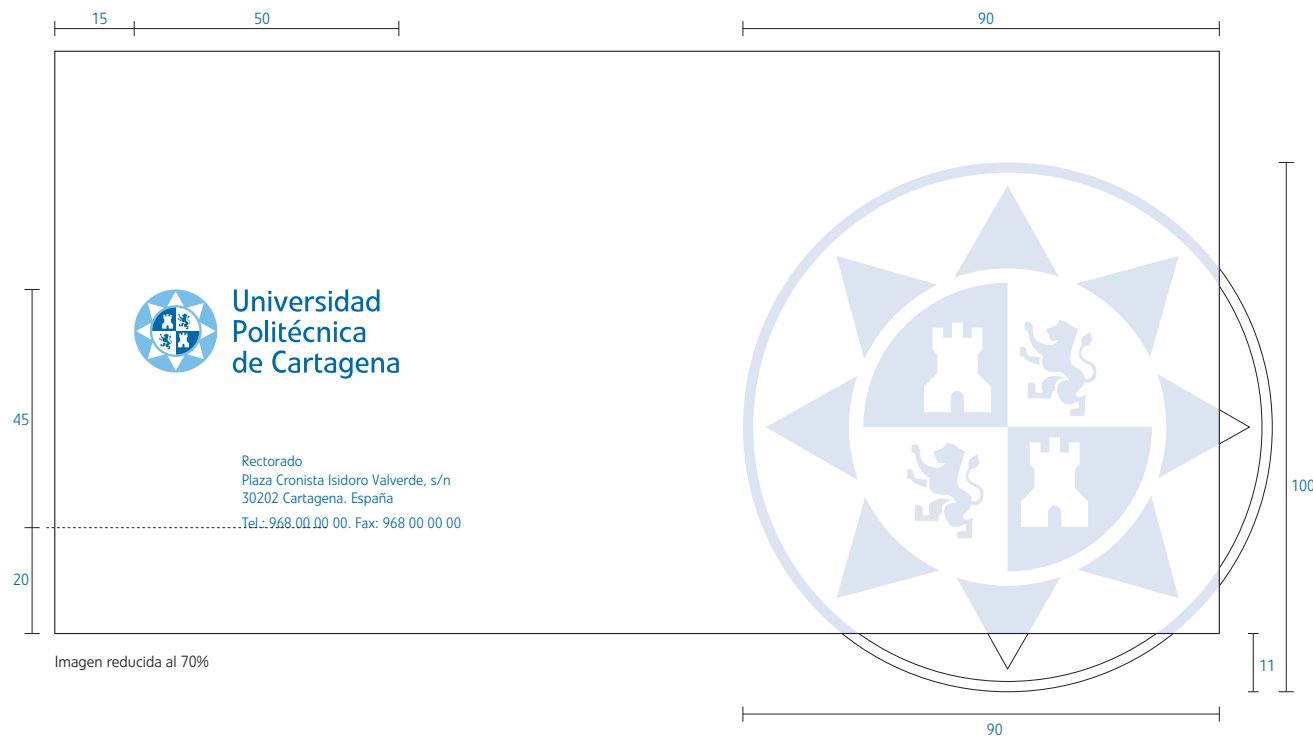 15
50
90
Universidad
Politécnica
de Cartagena
45
Rectorado
Plaza Cronista Isidoro Valverde, s/n
30202 Cartagena. España
Tel.: 968 00 00 00. Fax: 968 00 00 00
100
20
Imagen reducida al 70%
11
90